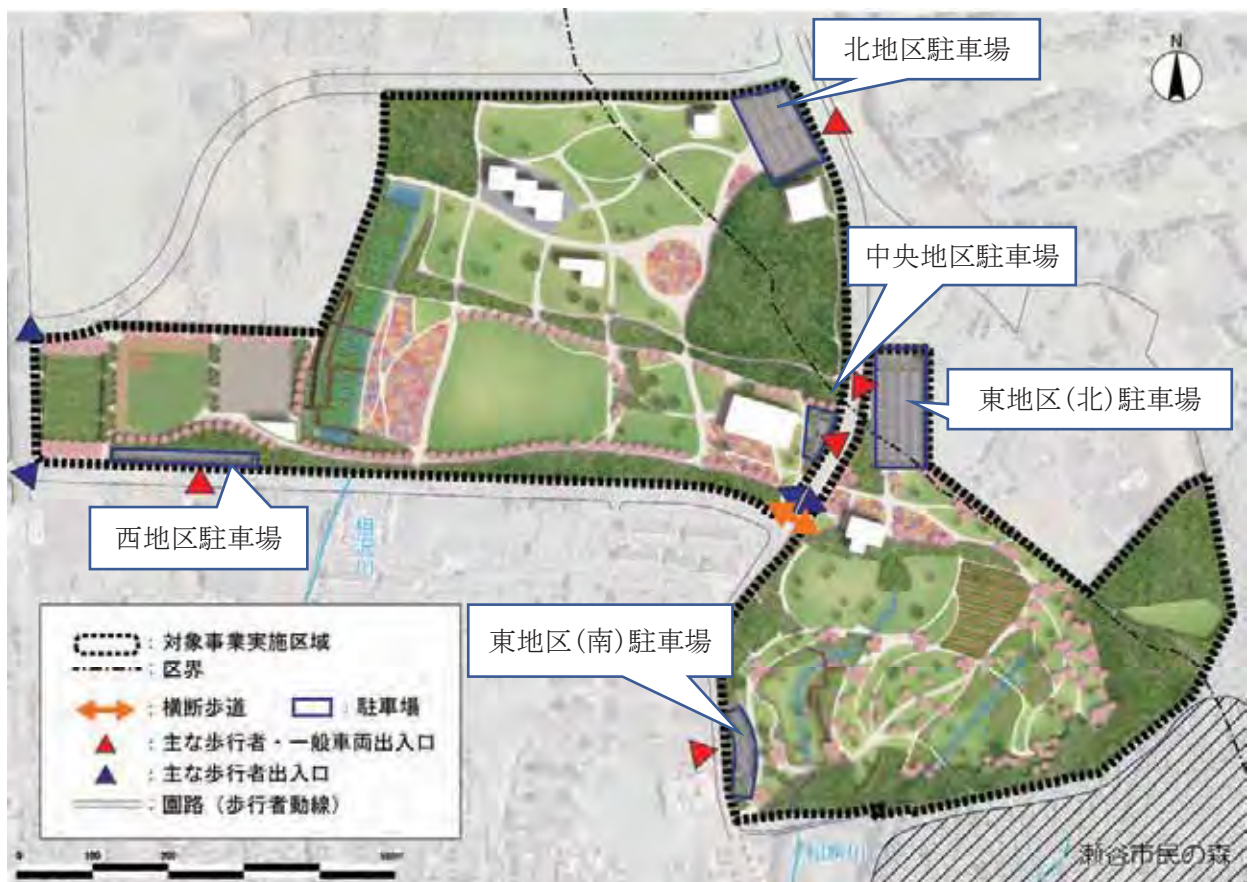 北地区駐車場
N
中央地区駐車場
東地区(北)駐車場
西地区駐車場
東地区(南)駐車場
:対象事業実施区域
:区界
:横断歩道
:駐車場
:主な歩行者・一般車両出入口
:主な歩行者出入口
:園路(歩行者動線)
0
100
200
瀬谷市民の森